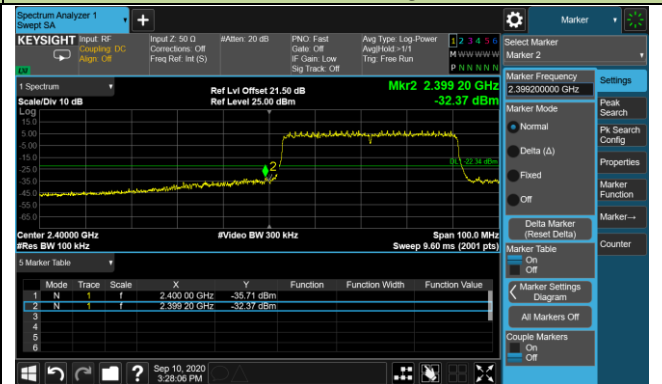 Spectrum Analyzer 1
Swept SA
+
Marker
KEYSIGHT
Input: RF
Coupling: DC
Align: Off
Input Z: 50 Ω
Corrections: Off
Freq Ref: Int (S)
#Atten: 20 dB
PNO: Fast
Gate: Off
IF Gain: Low
Sig Track: Off
Avg Type: Log-Power
Avg|Hold:>1/1
Trig: Free Run
1 2 3 4 5 6
M W W W W W
P N N N N N
Select Marker
Marker 2
LW
1 Spectrum
Scale/Div 10 dB
Log
Ref Lvl Offset 21.50 dB
Ref Level 25.00 dBm
Mkr2 2.399 20 GHz
-32.37 dBm
15.0
5.00
-5.00
-15.0
-25.0
-35.0
-45.0
-55.0
-65.0
2
DL1 -22.34 dBm
Center 2.40000 GHz
#Res BW 100 kHz
#Video BW 300 kHz
Span 100.0 MHz
Sweep 9.60 ms (2001 pts)
5 Marker Table
Mode Trace Scale X Y Function Function Width Function Value
1 N 1 f 2.400 00 GHz -35.71 dBm
2 N 1 f 2.399 20 GHz -32.37 dBm
3
4
5
6
Marker Frequency
2.399200000 GHz
Marker Mode
Normal
Delta (Δ)
Fixed
Off
Delta Marker
(Reset Delta)
Marker Table
On
Off
Marker Settings
Diagram
All Markers Off
Couple Markers
On
Off
Settings
Peak
Search
Pk Search
Config
Properties
Marker
Function
Marker→
Counter
?
Sep 10, 2020
3:28:06 PM